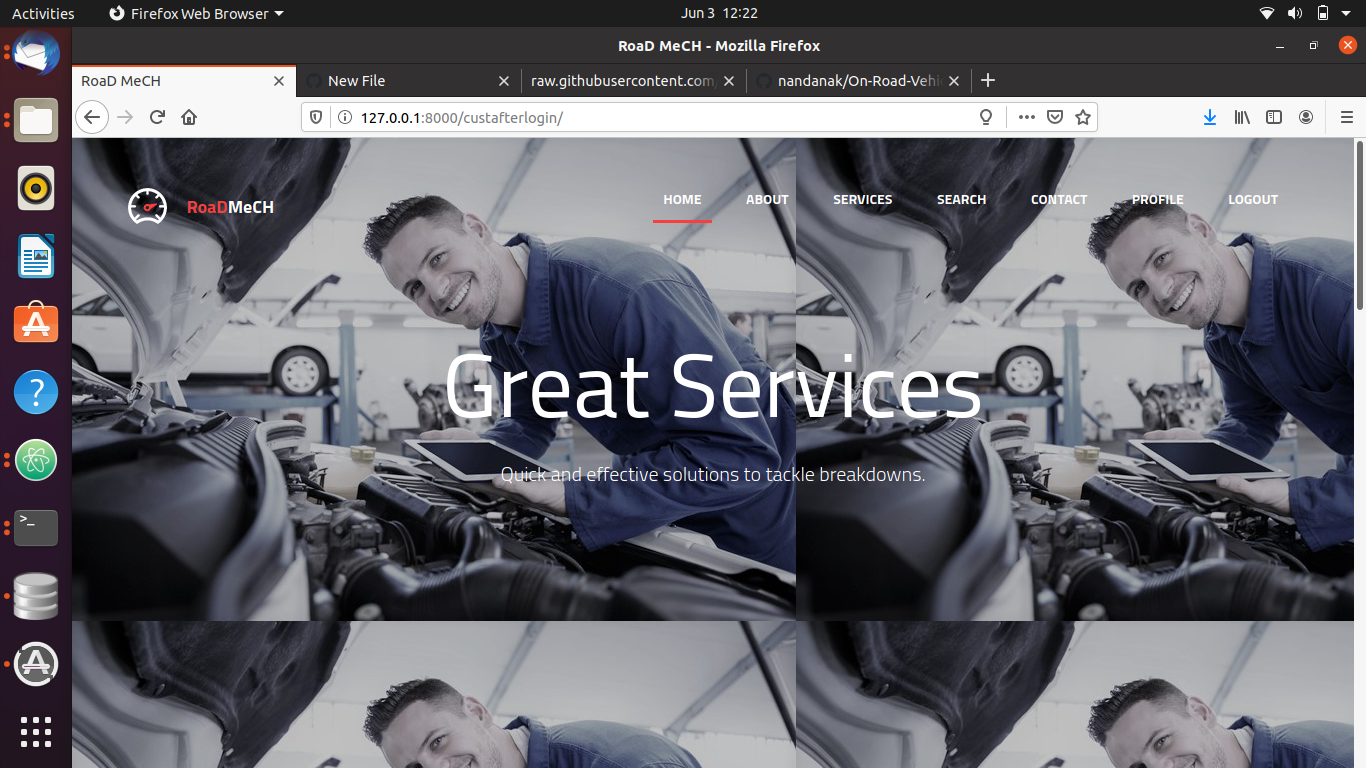 Activities Firefox Web Browser Jun 3 12:22
RoaD MeCH - Mozilla Firefox
RoaD MeCH New File raw.githubusercontent.com nandanak/On-Road-Vehi
127.0.0.1:8000/custafterlogin/
RoaDMeCH HOME ABOUT SERVICES SEARCH CONTACT PROFILE LOGOUT
Great Services
Quick and effective solutions to tackle breakdowns.